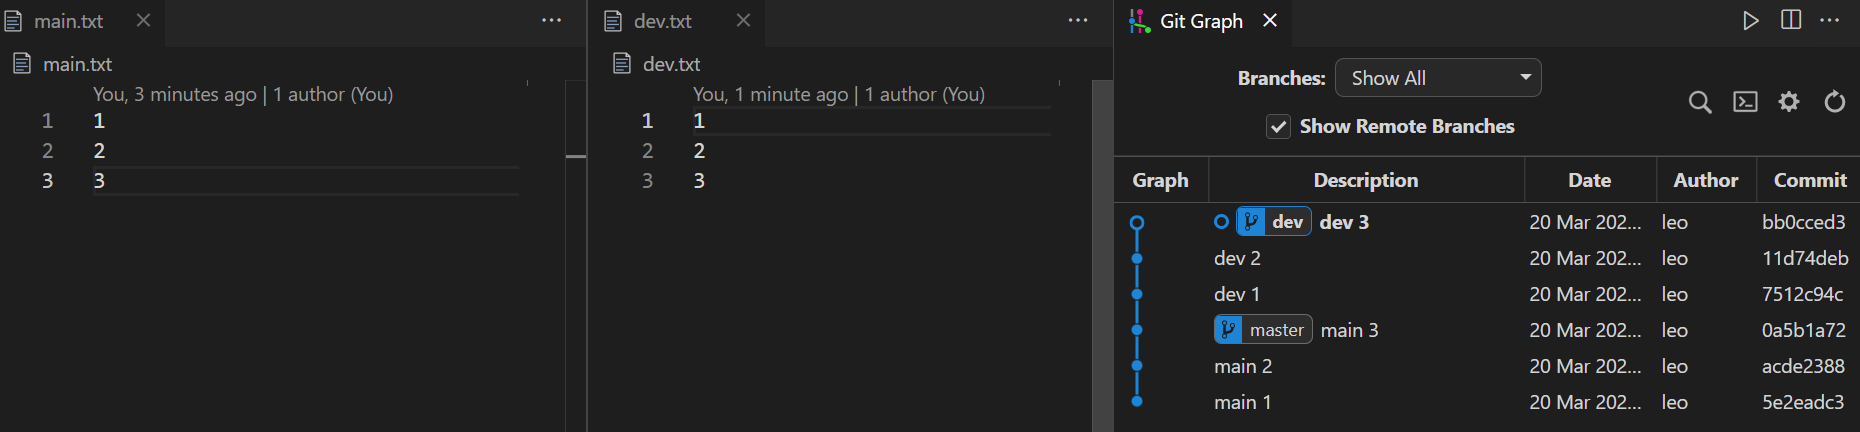 main.txt
main.txt
You, 3 minutes ago | 1 author (You)
1 1
2 2
3 3
dev.txt
dev.txt
You, 1 minute ago | 1 author (You)
1 1
2 2
3 3
Git Graph
Branches: Show All
Show Remote Branches
Graph Description Date Author Commit
dev dev 3 20 Mar 202... leo bb0cced3
dev 2 20 Mar 202... leo 11d74deb
dev 1 20 Mar 202... leo 7512c94c
master main 3 20 Mar 202... leo 0a5b1a72
main 2 20 Mar 202... leo acde2388
main 1 20 Mar 202... leo 5e2eadc3